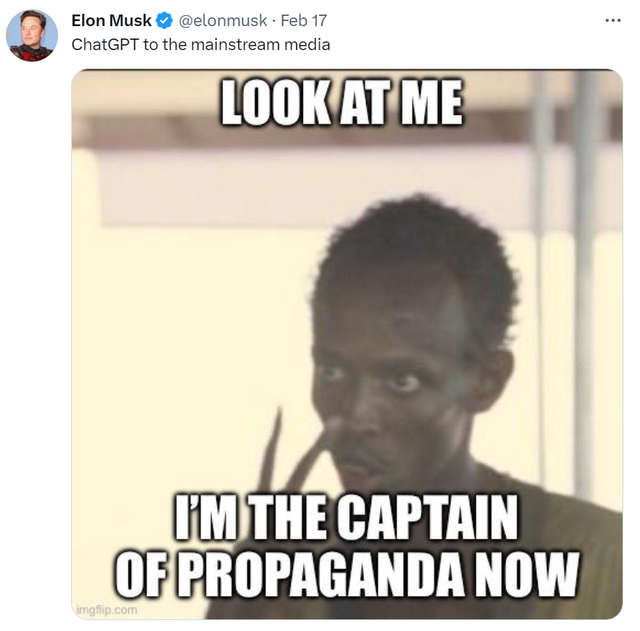 Elon Musk @elonmusk · Feb 17
ChatGPT to the mainstream media
LOOK AT ME
I'M THE CAPTAIN
OF PROPAGANDA NOW
imgflip.com